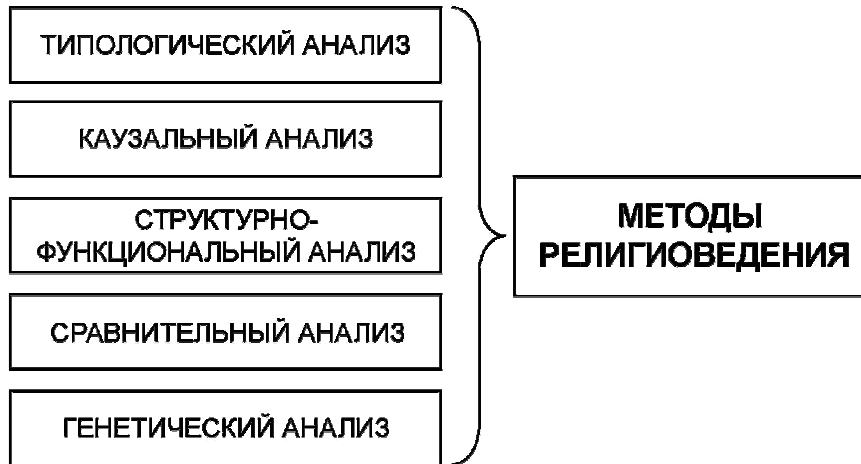 ТИПОЛОГИЧЕСКИЙ АНАЛИЗ
КАУЗАЛЬНЫЙ АНАЛИЗ
СТРУКТУРНО-
ФУНКЦИОНАЛЬНЫЙ АНАЛИЗ
СРАВНИТЕЛЬНЫЙ АНАЛИЗ
ГЕНЕТИЧЕСКИЙ АНАЛИЗ
МЕТОДЫ
РЕЛИГИОВЕДЕНИЯ